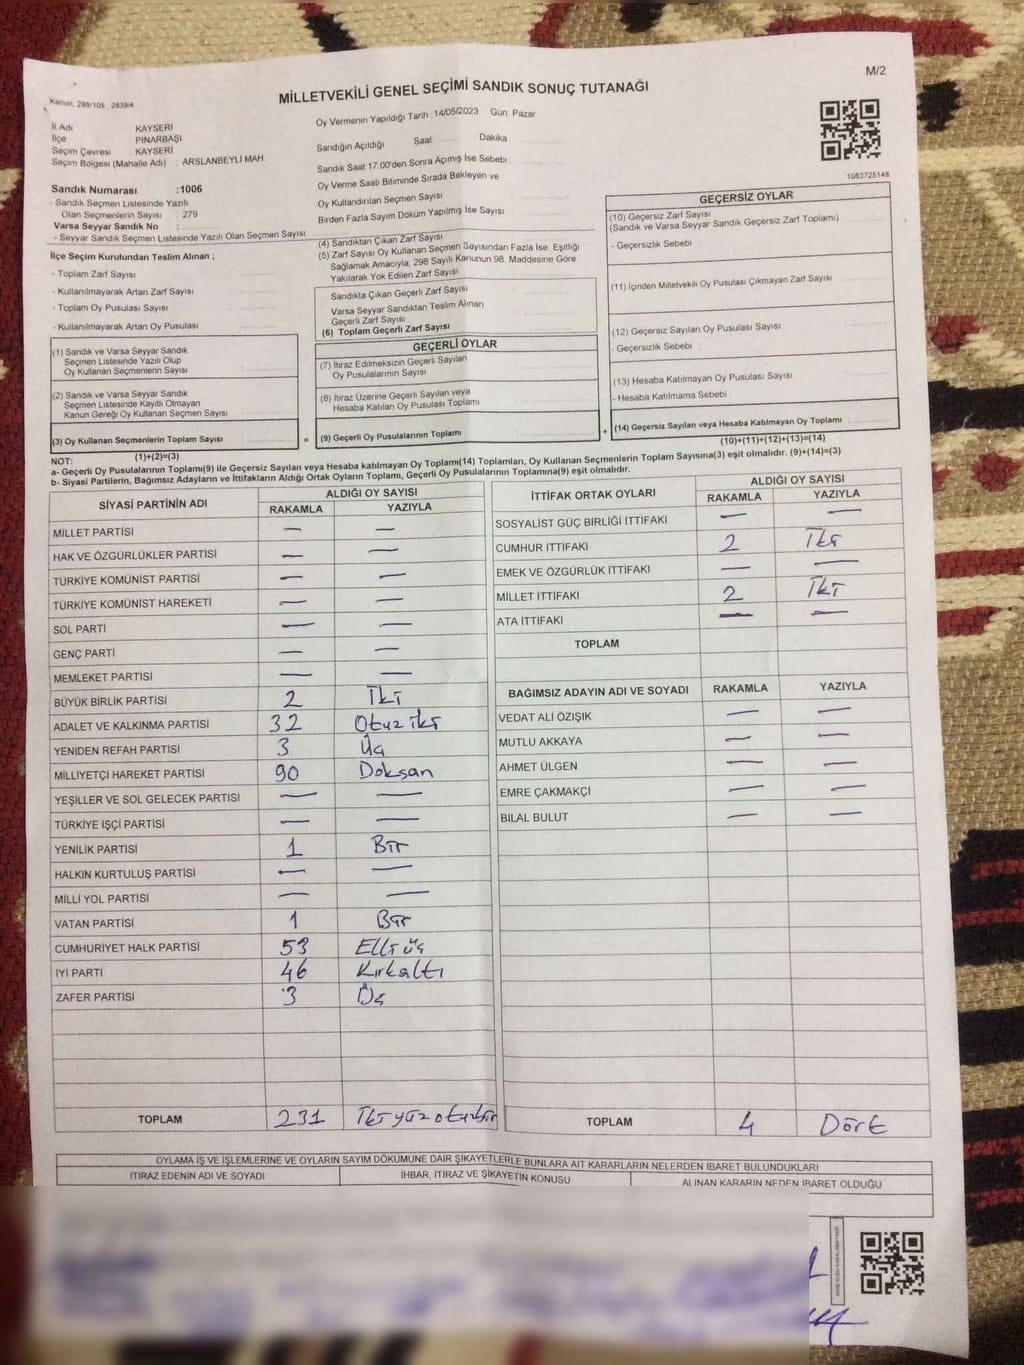 M/2
MİLLETVEKİLİ GENEL SEÇİMİ SANDIK SONUÇ TUTANAĞI
Kanun: 298/105 , 2839/4
İl Adı KAYSERİ
İlçe PINARBAŞI
Seçim Çevresi KAYSERİ
Seçim Bölgesi (Mahalle Adı) : ARSLANBEYLİ MAH
Sandık Numarası :1006
- Sandık Seçmen Listesinde Yazılı
Olan Seçmenlerin Sayısı : 279
Varsa Seyyar Sandık No :
- Seyyar Sandık Seçmen Listesinde Yazılı Olan Seçmen Sayısı
İlçe Seçim Kurulundan Teslim Alınan ;
- Toplam Zarf Sayısı
- Kullanılmayarak Artan Zarf Sayısı
- Toplam Oy Pusulası Sayısı
- Kullanılmayarak Artan Oy Pusulası
(1) Sandık ve Varsa Seyyar Sandık
Seçmen Listesinde Yazılı Olup
Oy Kullanan Seçmenlerin Sayısı
(2) Sandık ve Varsa Seyyar Sandık
Seçmen Listesinde Kayıtlı Olmayan
Kanun Gereği Oy Kullanan Seçmen Sayısı
(3) Oy Kullanan Seçmenlerin Toplam Sayısı
(1)+(2)=(3)
Oy Vermenin Yapıldığı Tarih :14/05/2023 Gün: Pazar
Sandığın Açıldığı Saat Dakika
Sandık Saat 17.00'den Sonra Açımış İse Sebebi
Oy Verme Saati Bitiminde Sırada Bekleyen ve
Oy Kullandırılan Seçmen Sayısı
Birden Fazla Sayım Döküm Yapılmış İse Sayısı
(4) Sandıktan Çıkan Zarf Sayısı
(5) Zarf Sayısı Oy Kullanan Seçmen Sayısından Fazla İse, Eşitliği
Sağlamak Amacıyla, 298 Sayılı Kanunun 98. Maddesine Göre
Yakılarak Yok Edilen Zarf Sayısı
Sandıkta Çıkan Geçerli Zarf Sayısı
Varsa Seyyar Sandıktan Teslim Alınan
Geçerli Zarf Sayısı
(6) Toplam Geçerli Zarf Sayısı
GEÇERLİ OYLAR
(7) İtiraz Edilmeksizin Geçerli Sayılan
Oy Pusulalarının Sayısı
(8) İtiraz Üzerine Geçerli Sayılan veya
Hesaba Katılan Oy Pusulası Toplamı
= (9) Geçerli Oy Pusulalarının Toplamı
1083725148
GEÇERSİZ OYLAR
(10) Geçersiz Zarf Sayısı
(Sandık ve Varsa Seyyar Sandık Geçersiz Zarf Toplamı)
- Geçersizlik Sebebi
(11) İçinden Milletvekili Oy Pusulası Çıkmayan Zarf Sayısı
(12) Geçersiz Sayılan Oy Pusulası Sayısı
- Geçersizlik Sebebi
(13) Hesaba Katılmayan Oy Pusulası Sayısı
- Hesaba Katılmama Sebebi
+ (14) Geçersiz Sayılan veya Hesaba Katılmayan Oy Toplamı
(10)+(11)+(12)+(13)=(14)
NOT:
a- Geçerli Oy Pusulalarının Toplamı(9) ile Geçersiz Sayılan veya Hesaba katılmayan Oy Toplamı(14) Toplamları, Oy Kullanan Seçmenlerin Toplam Sayısına(3) eşit olmalıdır. (9)+(14)=(3)
b- Siyasi Partilerin, Bağımsız Adayların ve İttifakların Aldığı Ortak Oyların Toplamı, Geçerli Oy Pusulalarının Toplamına(9) eşit olmalıdır.
SİYASİ PARTİNİN ADI ALDIĞI OY SAYISI
RAKAMLA YAZIYLA
MİLLET PARTİSİ — —
HAK VE ÖZGÜRLÜKLER PARTİSİ — —
TÜRKİYE KOMÜNİST PARTİSİ — —
TÜRKİYE KOMÜNİST HAREKETİ — —
SOL PARTİ — —
GENÇ PARTİ — —
MEMLEKET PARTİSİ — —
BÜYÜK BİRLİK PARTİSİ 2 İki
ADALET VE KALKINMA PARTİSİ 32 Otuz iki
YENİDEN REFAH PARTİSİ 3 Üç
MİLLİYETÇİ HAREKET PARTİSİ 90 Doksan
YEŞİLLER VE SOL GELECEK PARTİSİ — —
TÜRKİYE İŞÇİ PARTİSİ — —
YENİLİK PARTİSİ 1 Bir
HALKIN KURTULUŞ PARTİSİ — —
MİLLİ YOL PARTİSİ — —
VATAN PARTİSİ 1 Bir
CUMHURİYET HALK PARTİSİ 53 Elli üç
İYİ PARTİ 46 Kırkaltı
ZAFER PARTİSİ 3 Üç
TOPLAM 231 İki yüz otuzbir
İTTİFAK ORTAK OYLARI ALDIĞI OY SAYISI
RAKAMLA YAZIYLA
SOSYALİST GÜÇ BİRLİĞİ İTTİFAKI — —
CUMHUR İTTİFAKI 2 İki
EMEK VE ÖZGÜRLÜK İTTİFAKI — —
MİLLET İTTİFAKI 2 İki
ATA İTTİFAKI — —
TOPLAM
BAĞIMSIZ ADAYIN ADI VE SOYADI RAKAMLA YAZIYLA
VEDAT ALİ ÖZIŞIK — —
MUTLU AKKAYA — —
AHMET ÜLGEN — —
EMRE ÇAKMAKÇİ — —
BİLAL BULUT — —
TOPLAM 4 Dört
OYLAMA İŞ VE İŞLEMLERİNE VE OYLARIN SAYIM DÖKÜMÜNE DAİR ŞİKAYETLERLE BUNLARA AİT KARARLARIN NELERDEN İBARET BULUNDUKLARI
İTİRAZ EDENİN ADI VE SOYADI İHBAR, İTİRAZ VE ŞİKAYETİN KONUSU ALINAN KARARIN NEDEN İBARET OLDUĞU